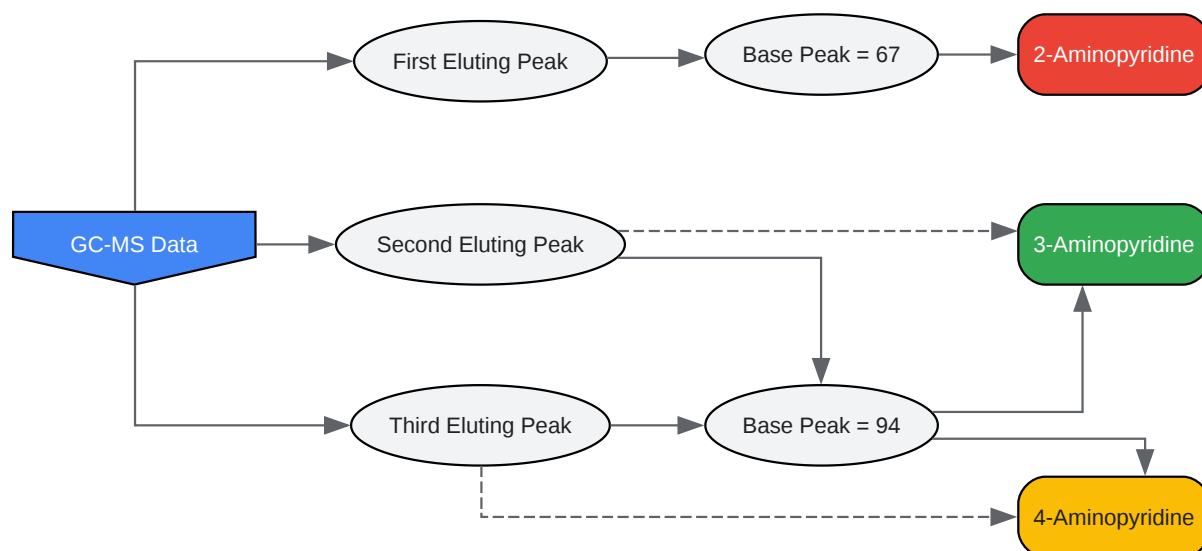 First Eluting Peak
Base Peak = 67
2-Aminopyridine
GC-MS Data
Second Eluting Peak
3-Aminopyridine
Third Eluting Peak
Base Peak = 94
4-Aminopyridine